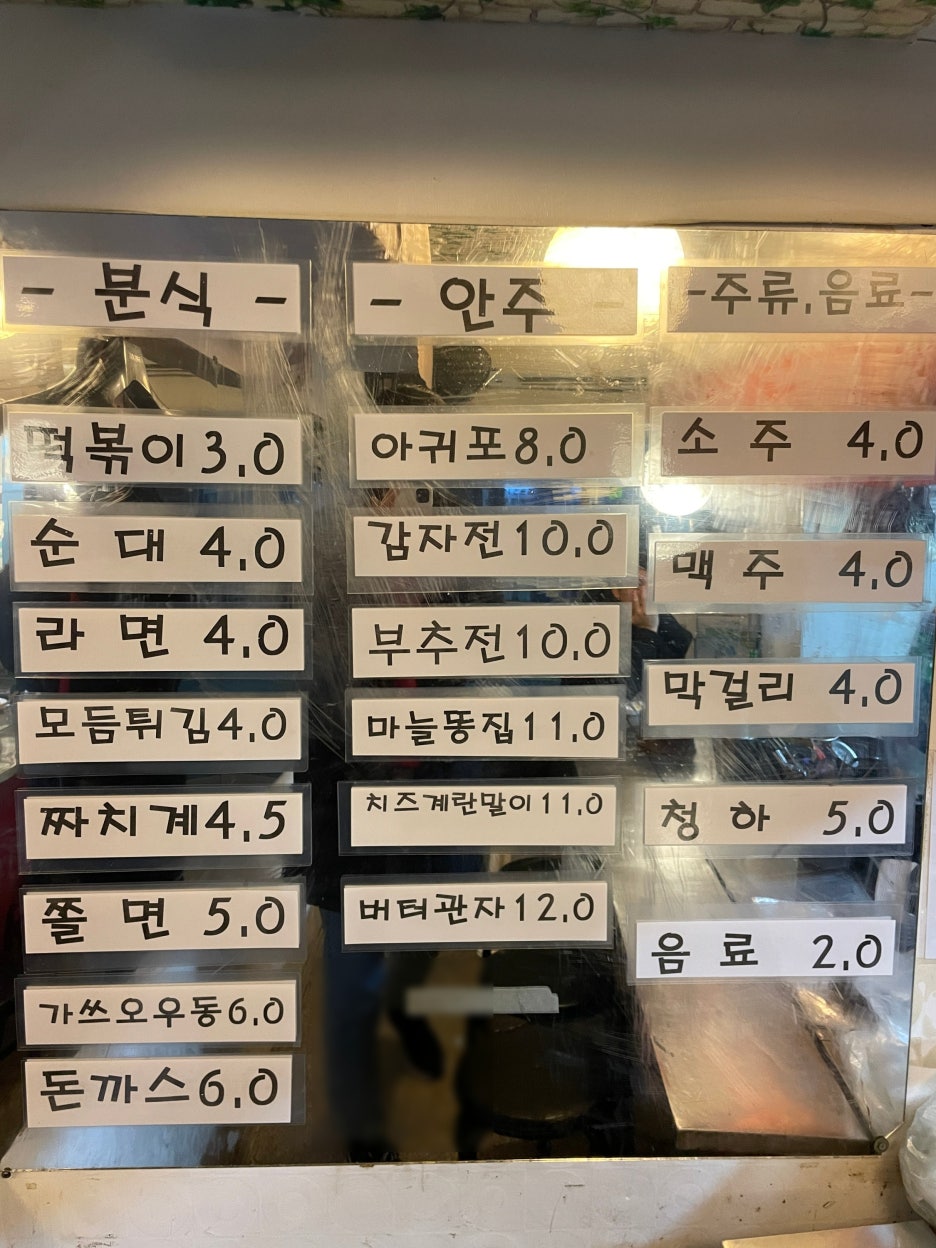 - 분식 -
떡볶이 3.0
순 대 4.0
라 면 4.0
모듬튀김 4.0
짜치계 4.5
쫄 면 5.0
가쓰오우동 6.0
돈까스 6.0
- 안주 -
아귀포 8.0
감자전 10.0
부추전 10.0
마늘똥집 11.0
치즈계란말이 11.0
버터관자 12.0
-주류,음료-
소 주 4.0
맥 주 4.0
막걸리 4.0
청 하 5.0
음 료 2.0